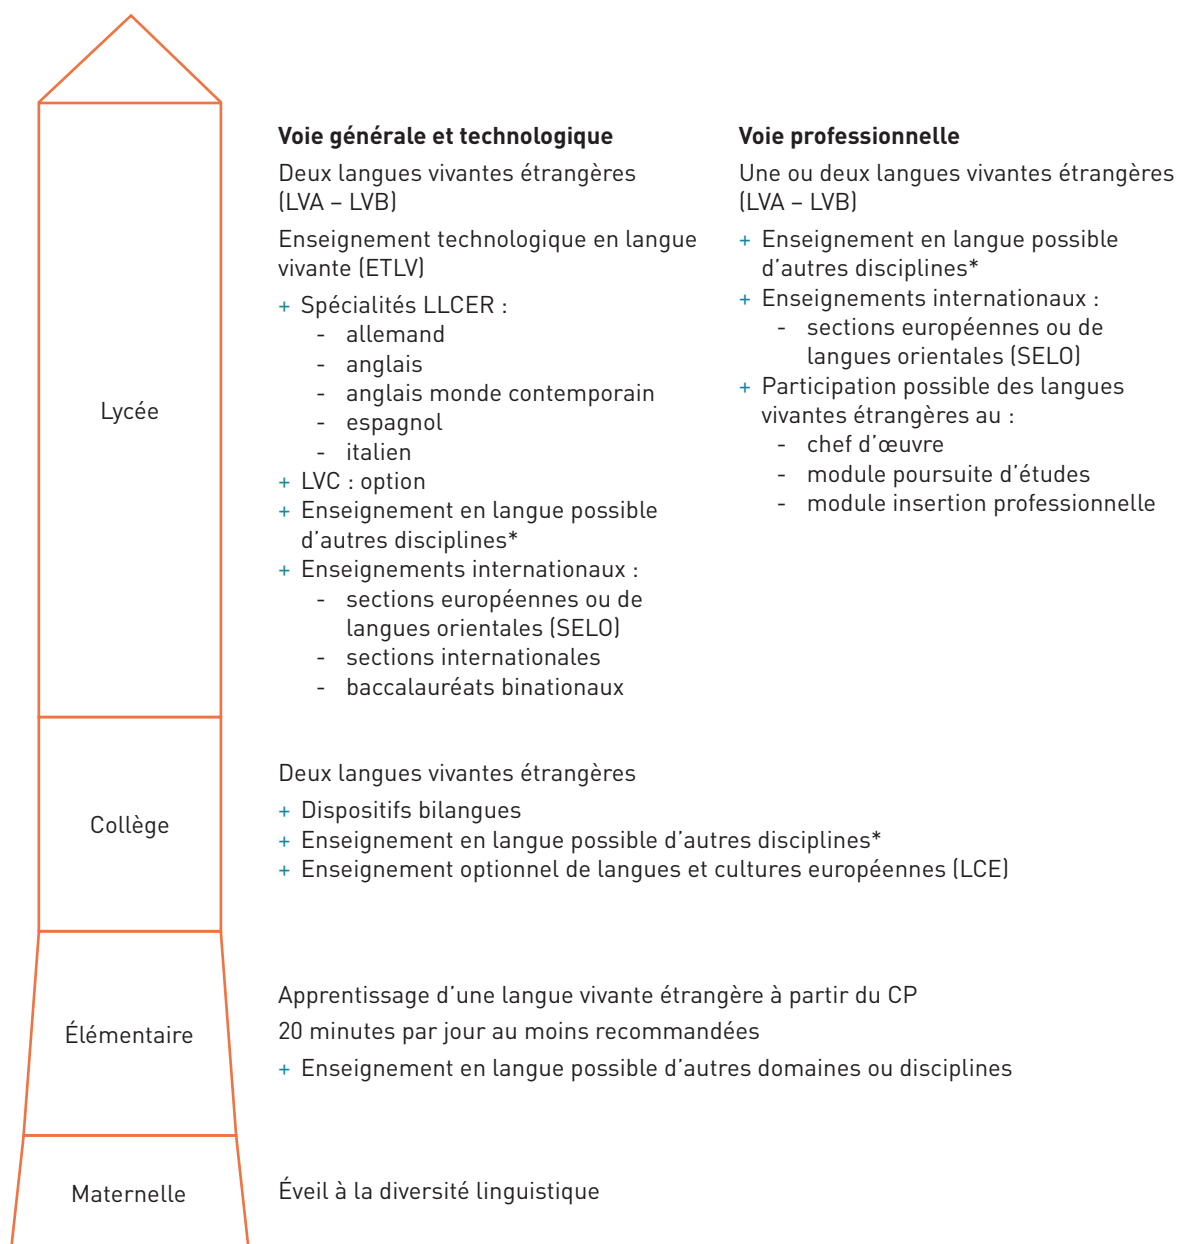 Lycée
Voie générale et technologique
Deux langues vivantes étrangères
(LVA – LVB)
Enseignement technologique en langue
vivante (ETLV)
+ Spécialités LLCER :
- allemand
- anglais
- anglais monde contemporain
- espagnol
- italien
+ LVC : option
+ Enseignement en langue possible
d'autres disciplines*
+ Enseignements internationaux :
- sections européennes ou de
langues orientales (SELO)
- sections internationales
- baccalauréats binationaux
Voie professionnelle
Une ou deux langues vivantes étrangères
(LVA – LVB)
+ Enseignement en langue possible
d'autres disciplines*
+ Enseignements internationaux :
- sections européennes ou de
langues orientales (SELO)
+ Participation possible des langues
vivantes étrangères au :
- chef d'œuvre
- module poursuite d'études
- module insertion professionnelle
Collège
Deux langues vivantes étrangères
+ Dispositifs bilangues
+ Enseignement en langue possible d'autres disciplines*
+ Enseignement optionnel de langues et cultures européennes (LCE)
Élémentaire
Apprentissage d'une langue vivante étrangère à partir du CP
20 minutes par jour au moins recommandées
+ Enseignement en langue possible d'autres domaines ou disciplines
Maternelle
Éveil à la diversité linguistique